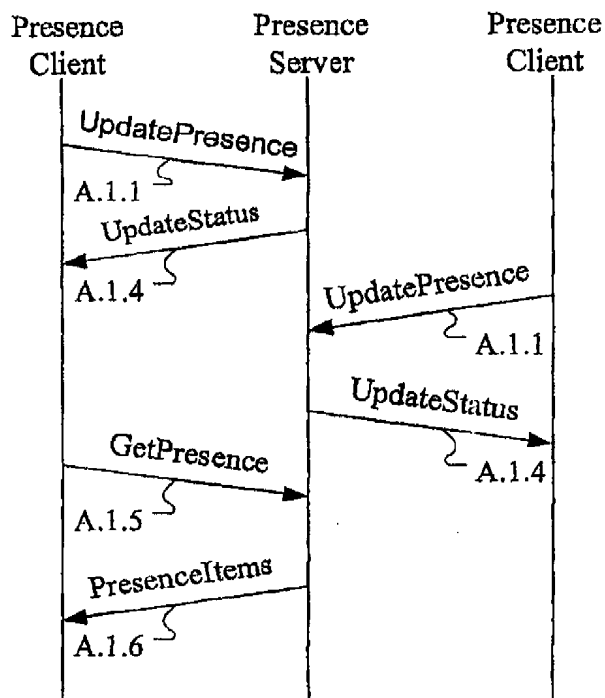 Presence
Client
Presence
Server
Presence
Client
UpdatePresence
A.1.1
UpdateStatus
A.1.4
UpdatePresence
A.1.1
UpdateStatus
A.1.4
GetPresence
A.1.5
PresenceItems
A.1.6